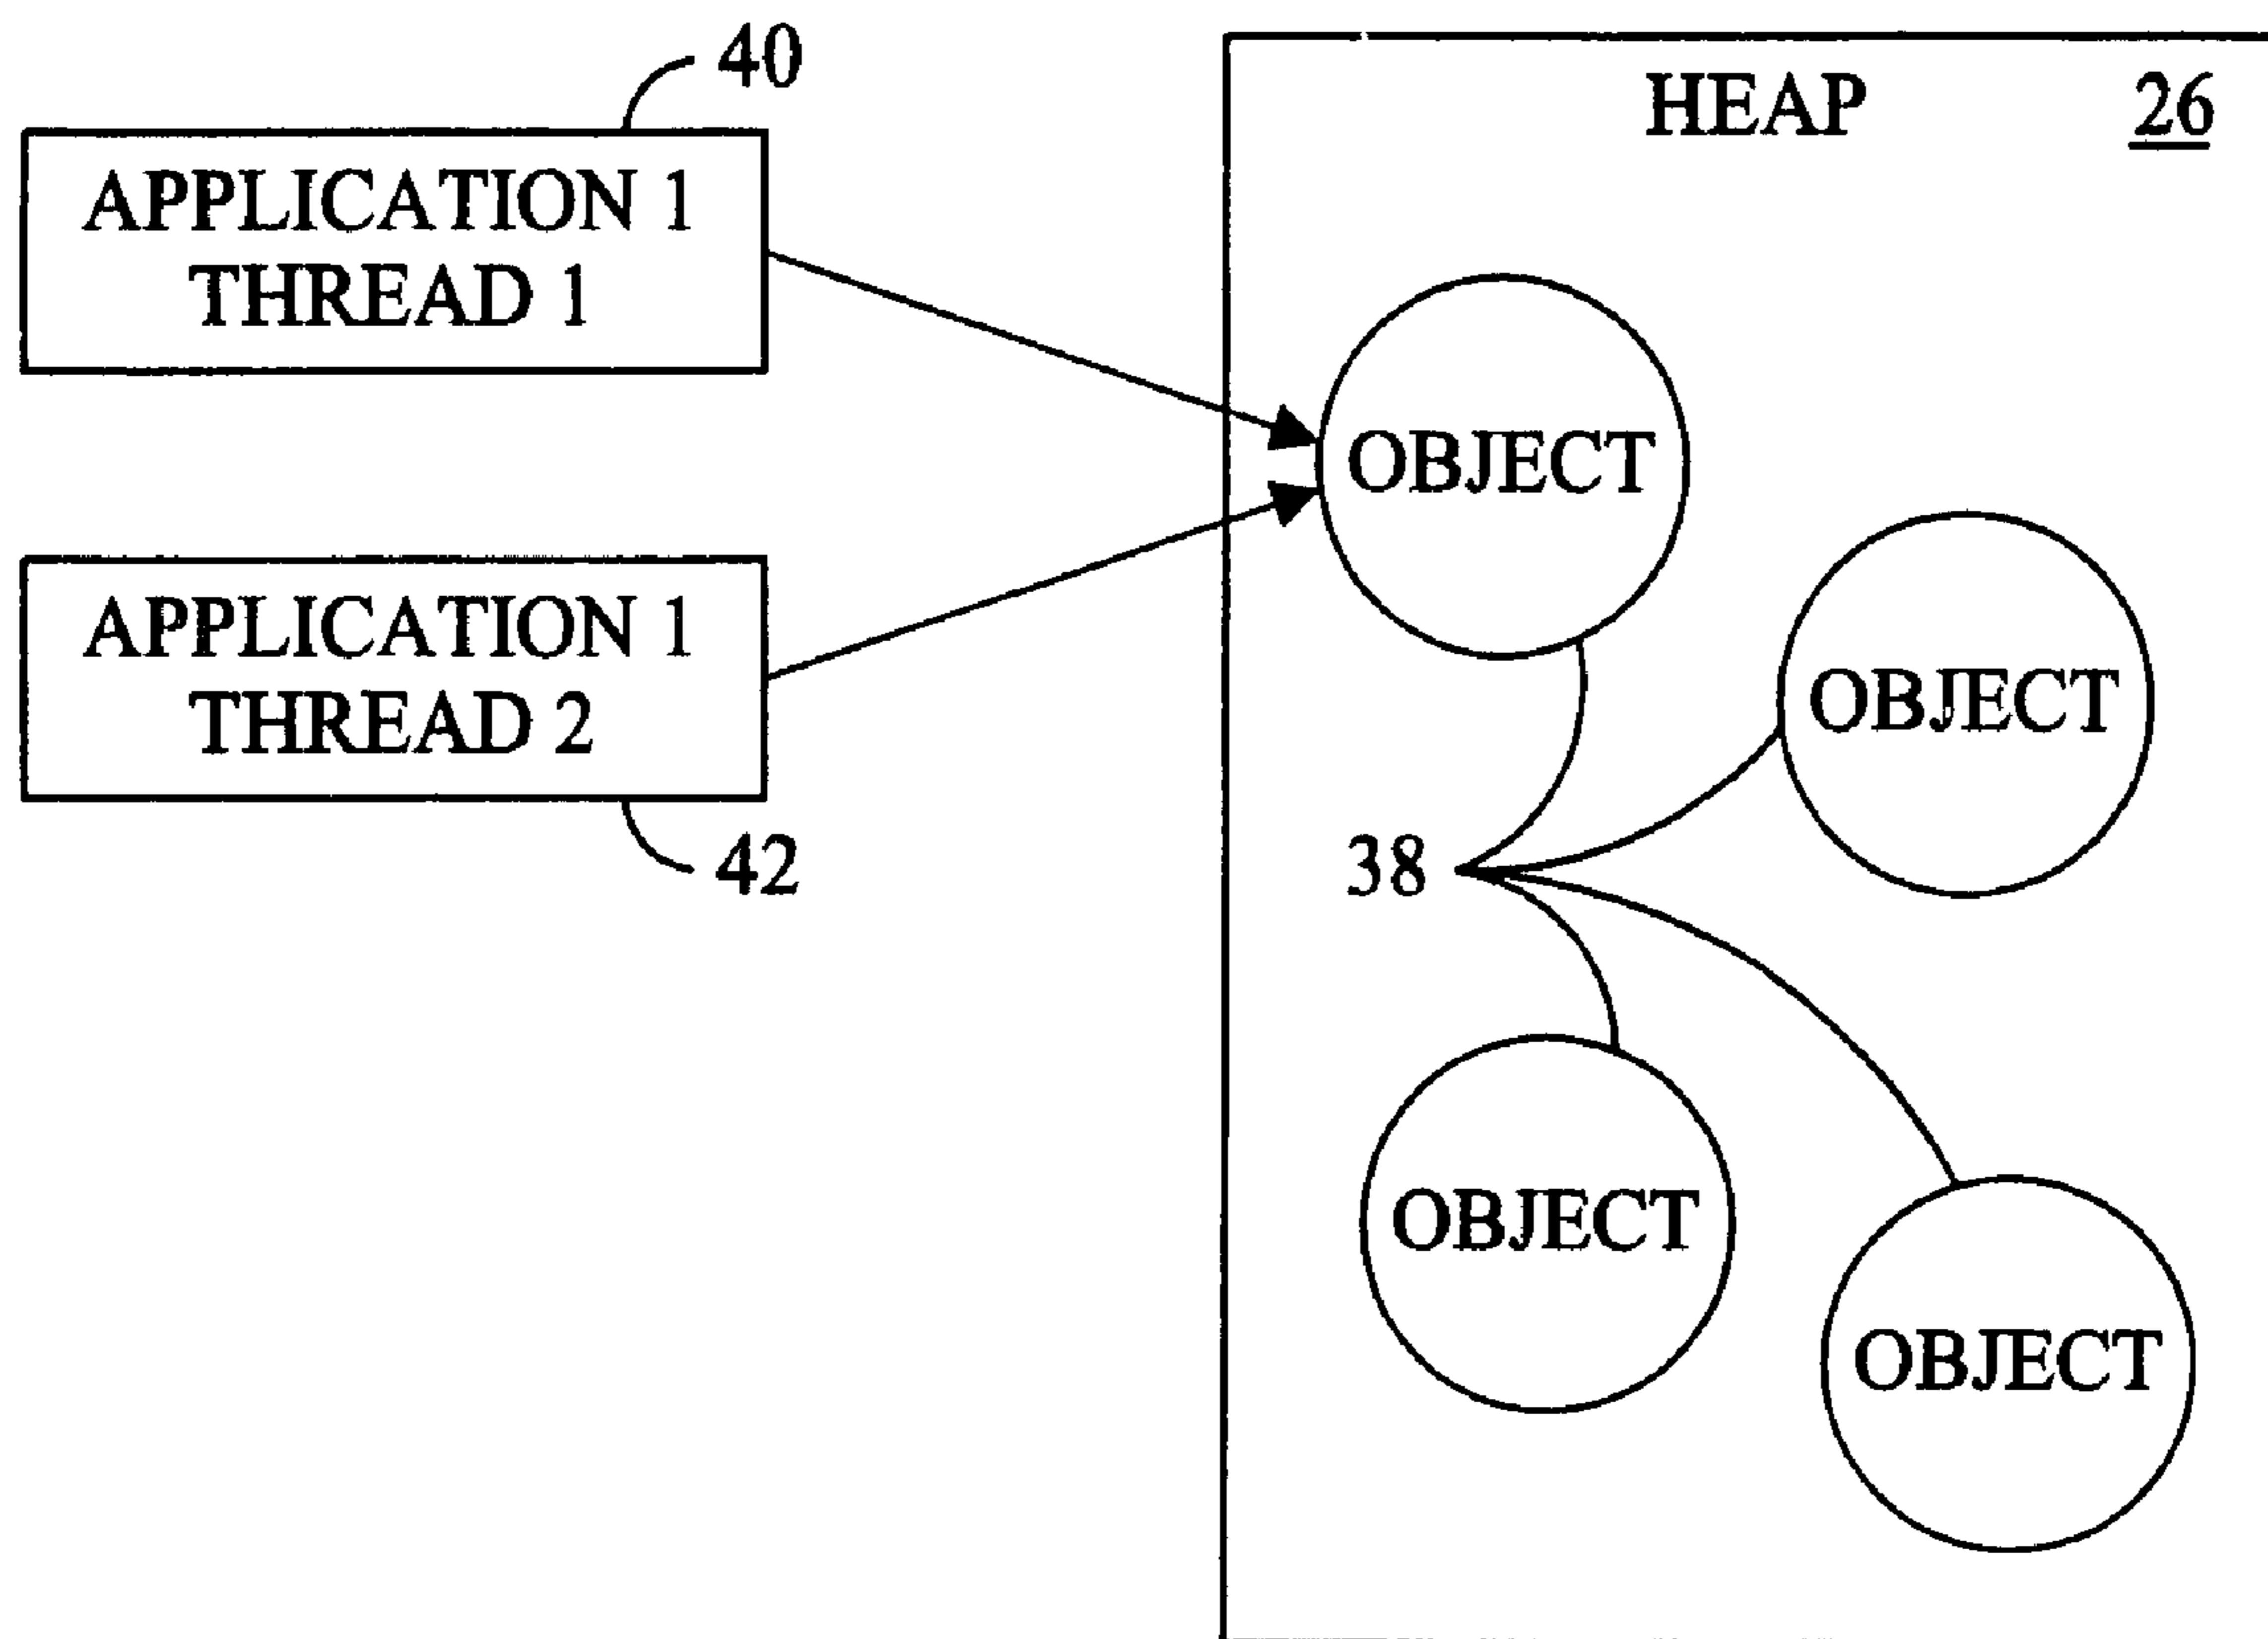 40
APPLICATION 1
THREAD 1
APPLICATION 1
THREAD 2
42
HEAP 26
OBJECT
OBJECT
38
OBJECT
OBJECT